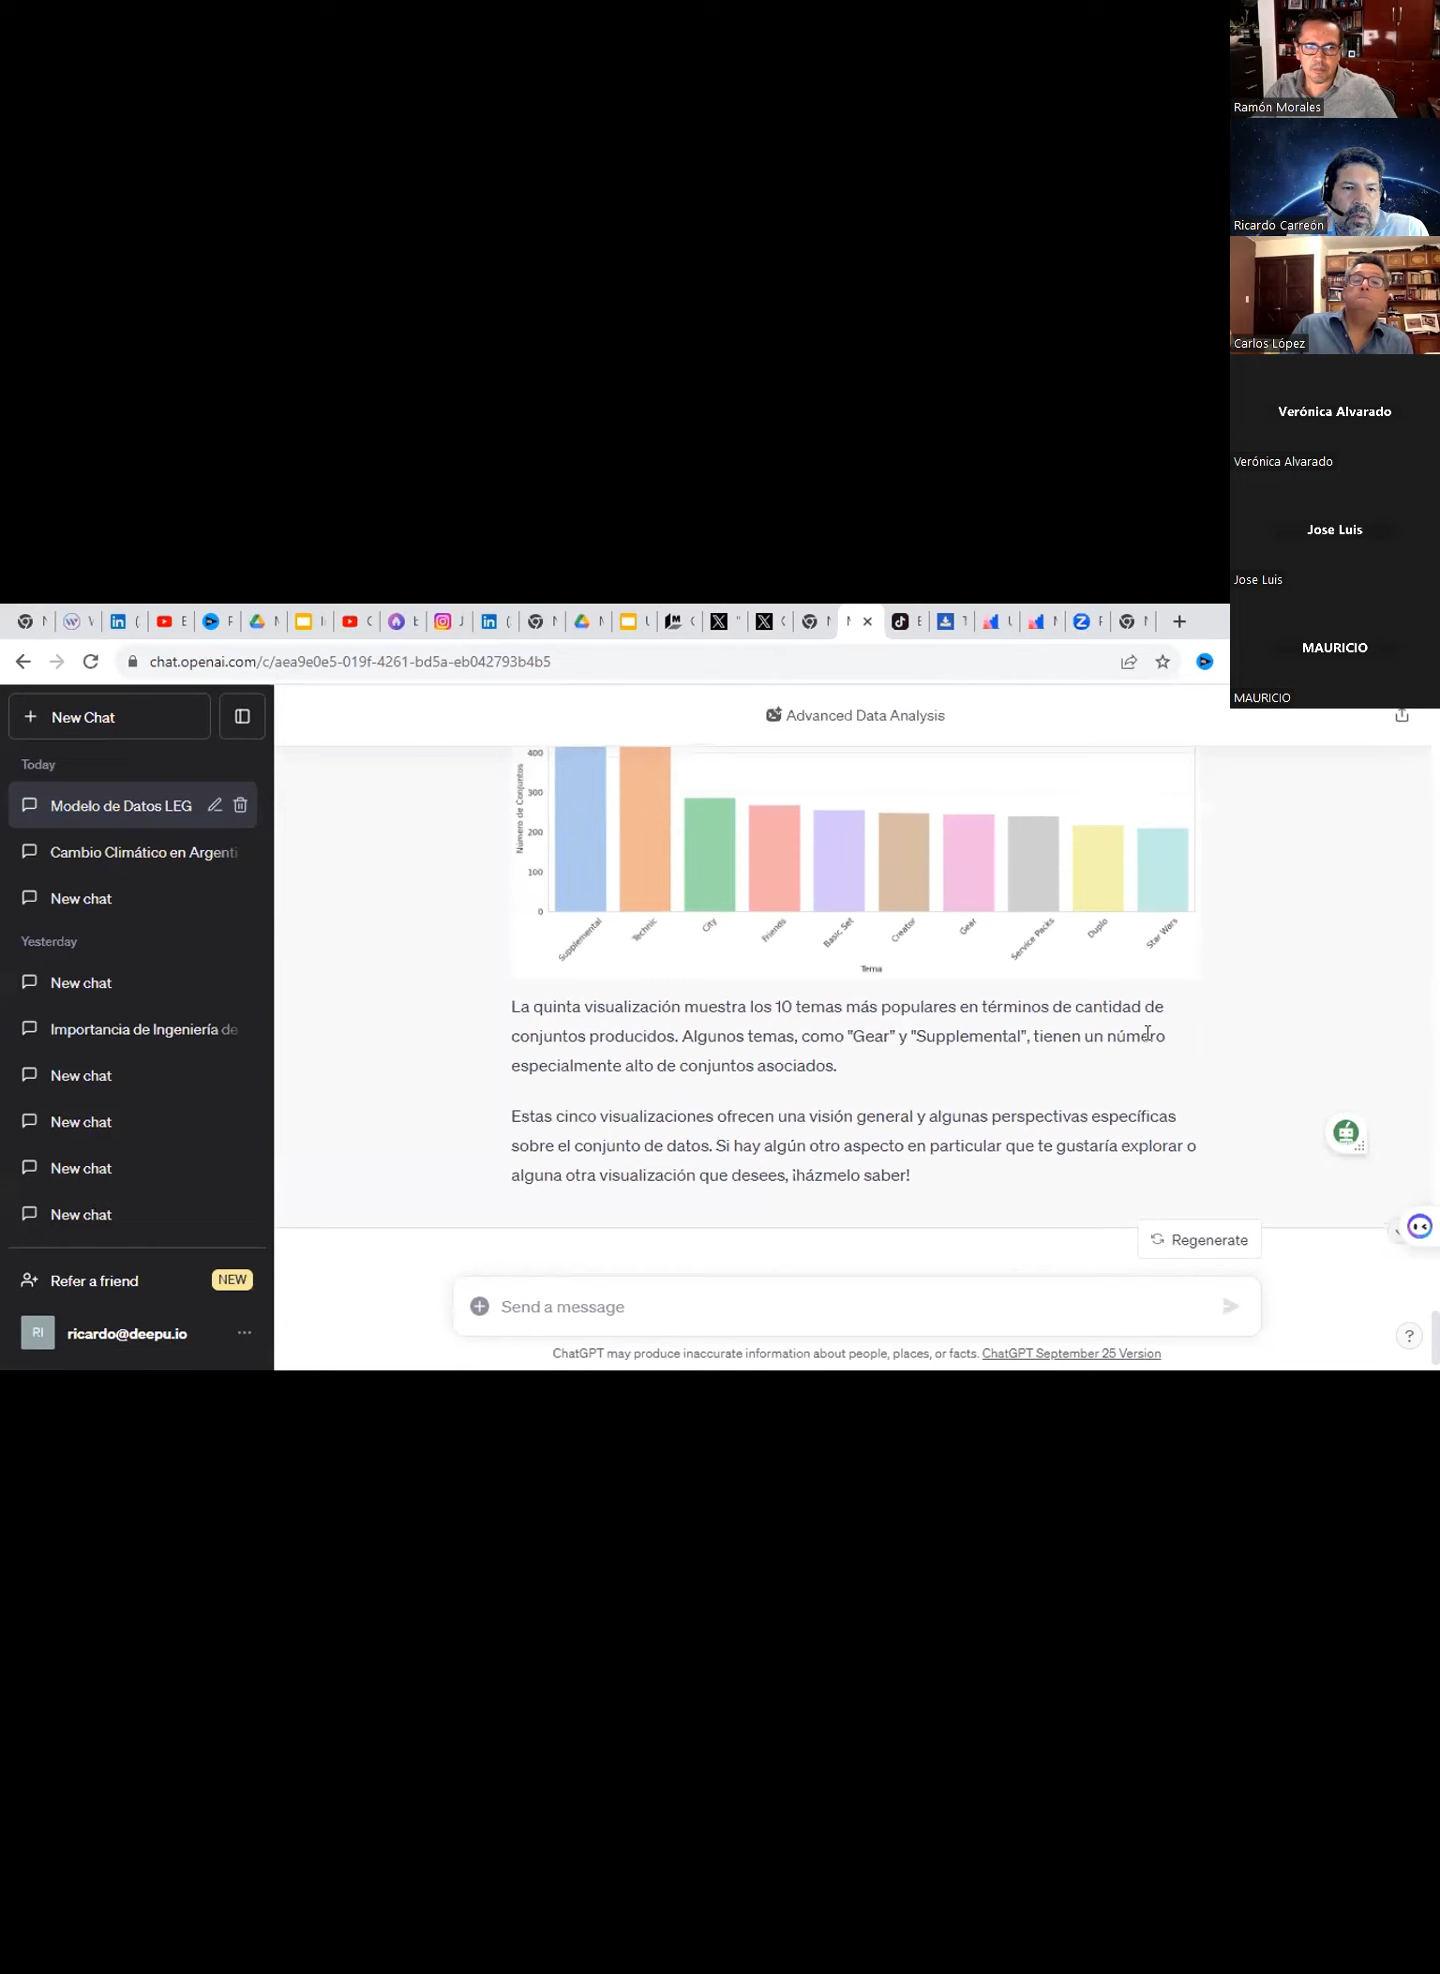 Ramón Morales
Ricardo Carreón
Carlos López
Verónica Alvarado
Verónica Alvarado
Jose Luis
Jose Luis
MAURICIO
MAURICIO
chat.openai.com/c/aea9e0e5-019f-4261-bd5a-eb042793b4b5
New Chat
Today
Modelo de Datos LEG
Cambio Climático en Argenti
New chat
Yesterday
New chat
Importancia de Ingeniería de
New chat
New chat
New chat
New chat
Refer a friend
NEW
RI
ricardo@deepu.io
Advanced Data Analysis
Número de Conjuntos
400
300
200
100
0
Supplemental
Technic
City
Friends
Basic Set
Creator
Gear
Service Packs
Duplo
Star Wars
Tema
La quinta visualización muestra los 10 temas más populares en términos de cantidad de
conjuntos producidos. Algunos temas, como "Gear" y "Supplemental", tienen un número
especialmente alto de conjuntos asociados.
Estas cinco visualizaciones ofrecen una visión general y algunas perspectivas específicas
sobre el conjunto de datos. Si hay algún otro aspecto en particular que te gustaría explorar o
alguna otra visualización que desees, ¡házmelo saber!
Regenerate
Send a message
?
ChatGPT may produce inaccurate information about people, places, or facts. ChatGPT September 25 Version